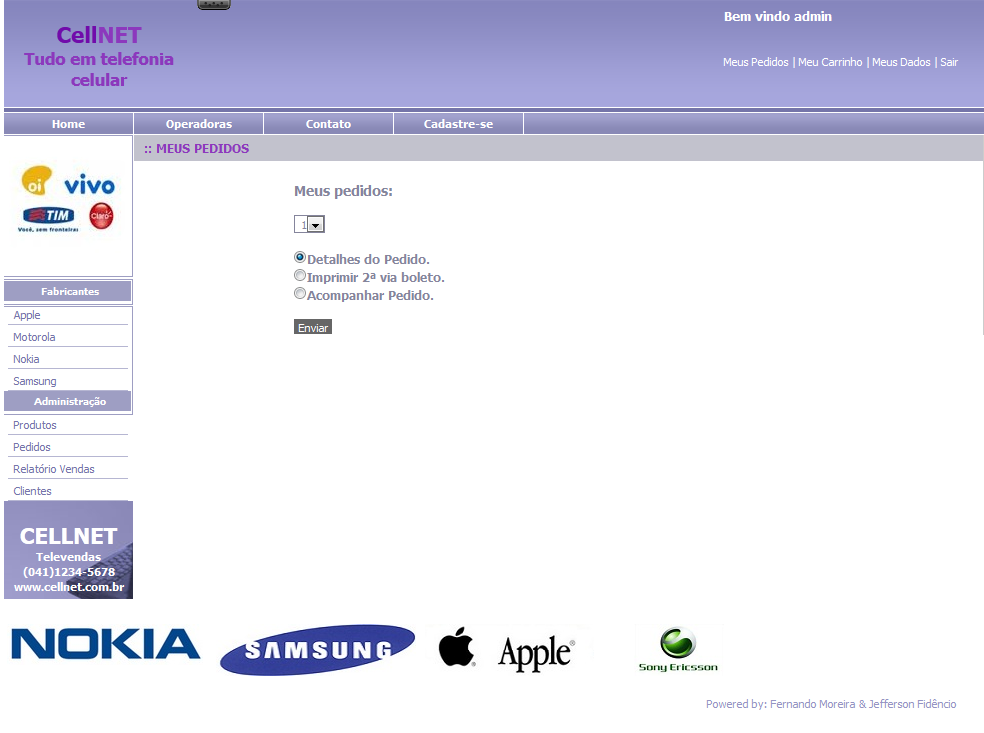 Bem vindo admin
CellNET
Tudo em telefonia
celular
Meus Pedidos | Meu Carrinho | Meus Dados | Sair
Home Operadoras Contato Cadastre-se
:: MEUS PEDIDOS
oi vivo
TIM Claro
Você, sem fronteiras
Meus pedidos:
1
Detalhes do Pedido.
Imprimir 2ª via boleto.
Acompanhar Pedido.
Enviar
Fabricantes
Apple
Motorola
Nokia
Samsung
Administração
Produtos
Pedidos
Relatório Vendas
Clientes
CELLNET
Televendas
(041)1234-5678
www.cellnet.com.br
NOKIA SAMSUNG Apple Sony Ericsson
Powered by: Fernando Moreira & Jefferson Fidêncio